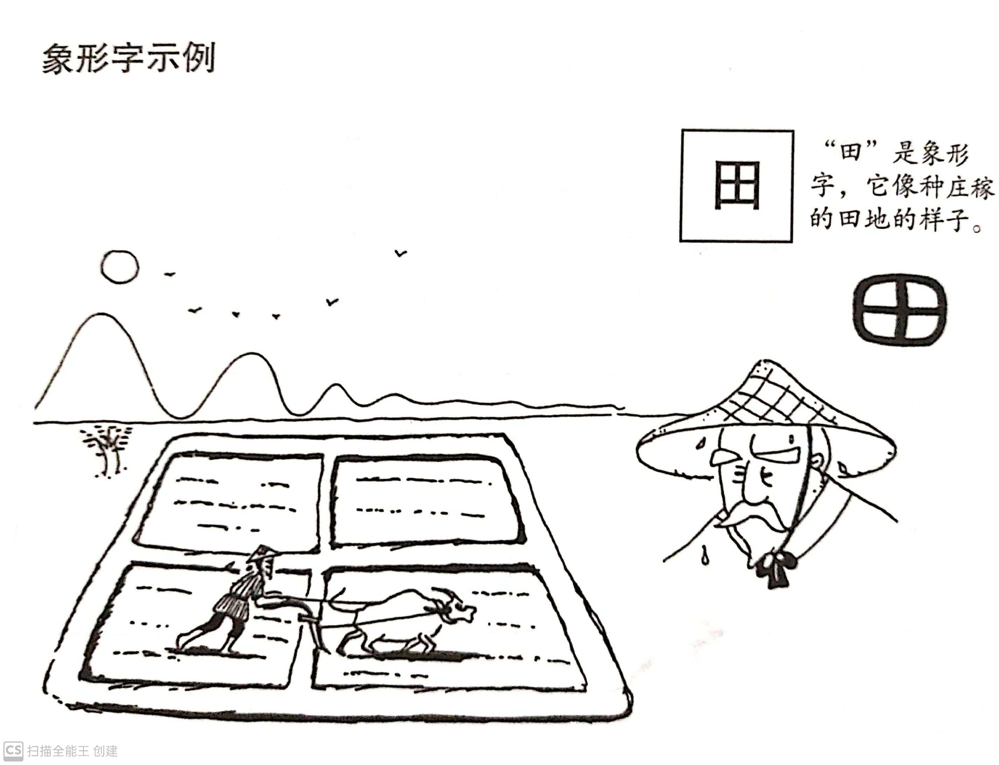 象形字示例
田
“田”是象形
字，它像种庄稼
的田地的样子。
CS 扫描全能王 创建